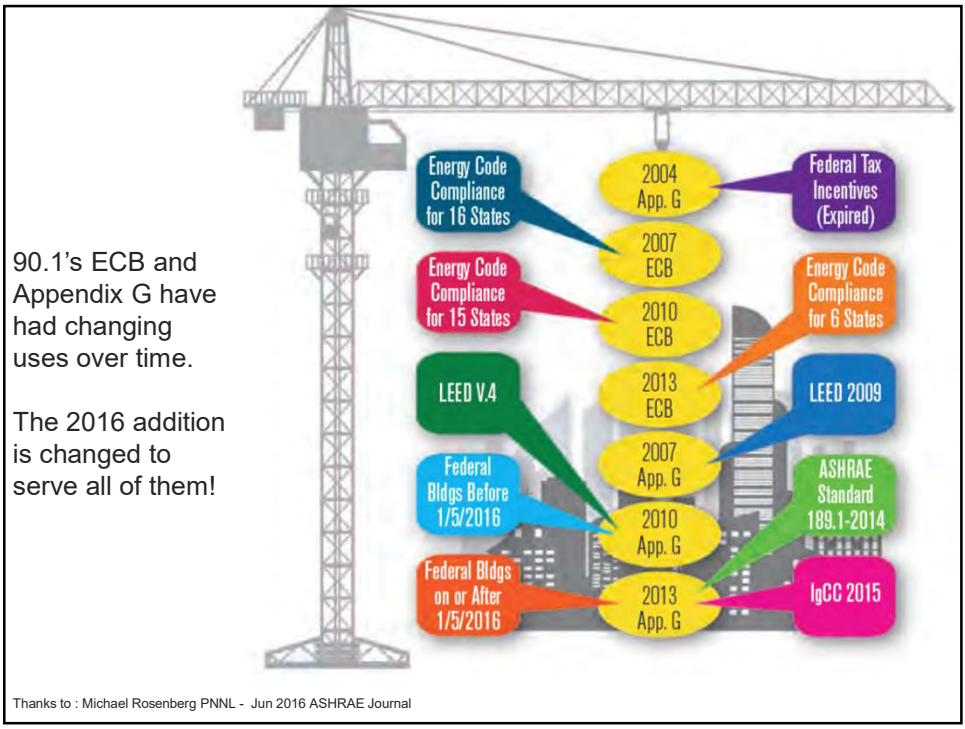 90.1’s ECB and
Appendix G have
had changing
uses over time.
The 2016 addition
is changed to
serve all of them!
Energy Code
Compliance
for 16 States
2004
App. G
Federal Tax
Incentives
(Expired)
2007
ECB
Energy Code
Compliance
for 15 States
2010
ECB
Energy Code
Compliance
for 6 States
LEED V.4
2013
ECB
LEED 2009
Federal
Bldgs Before
1/5/2016
2007
App. G
ASHRAE
Standard
189.1-2014
2010
App. G
Federal Bldgs
on or After
1/5/2016
2013
App. G
IgCC 2015
Thanks to : Michael Rosenberg PNNL - Jun 2016 ASHRAE Journal